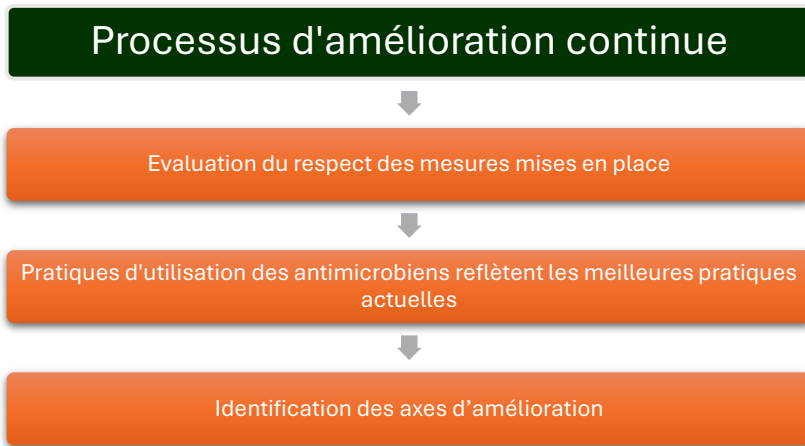 Processus d'amélioration continue
Evaluation du respect des mesures mises en place
Pratiques d'utilisation des antimicrobiens reflètent les meilleures pratiques
actuelles
Identification des axes d’amélioration